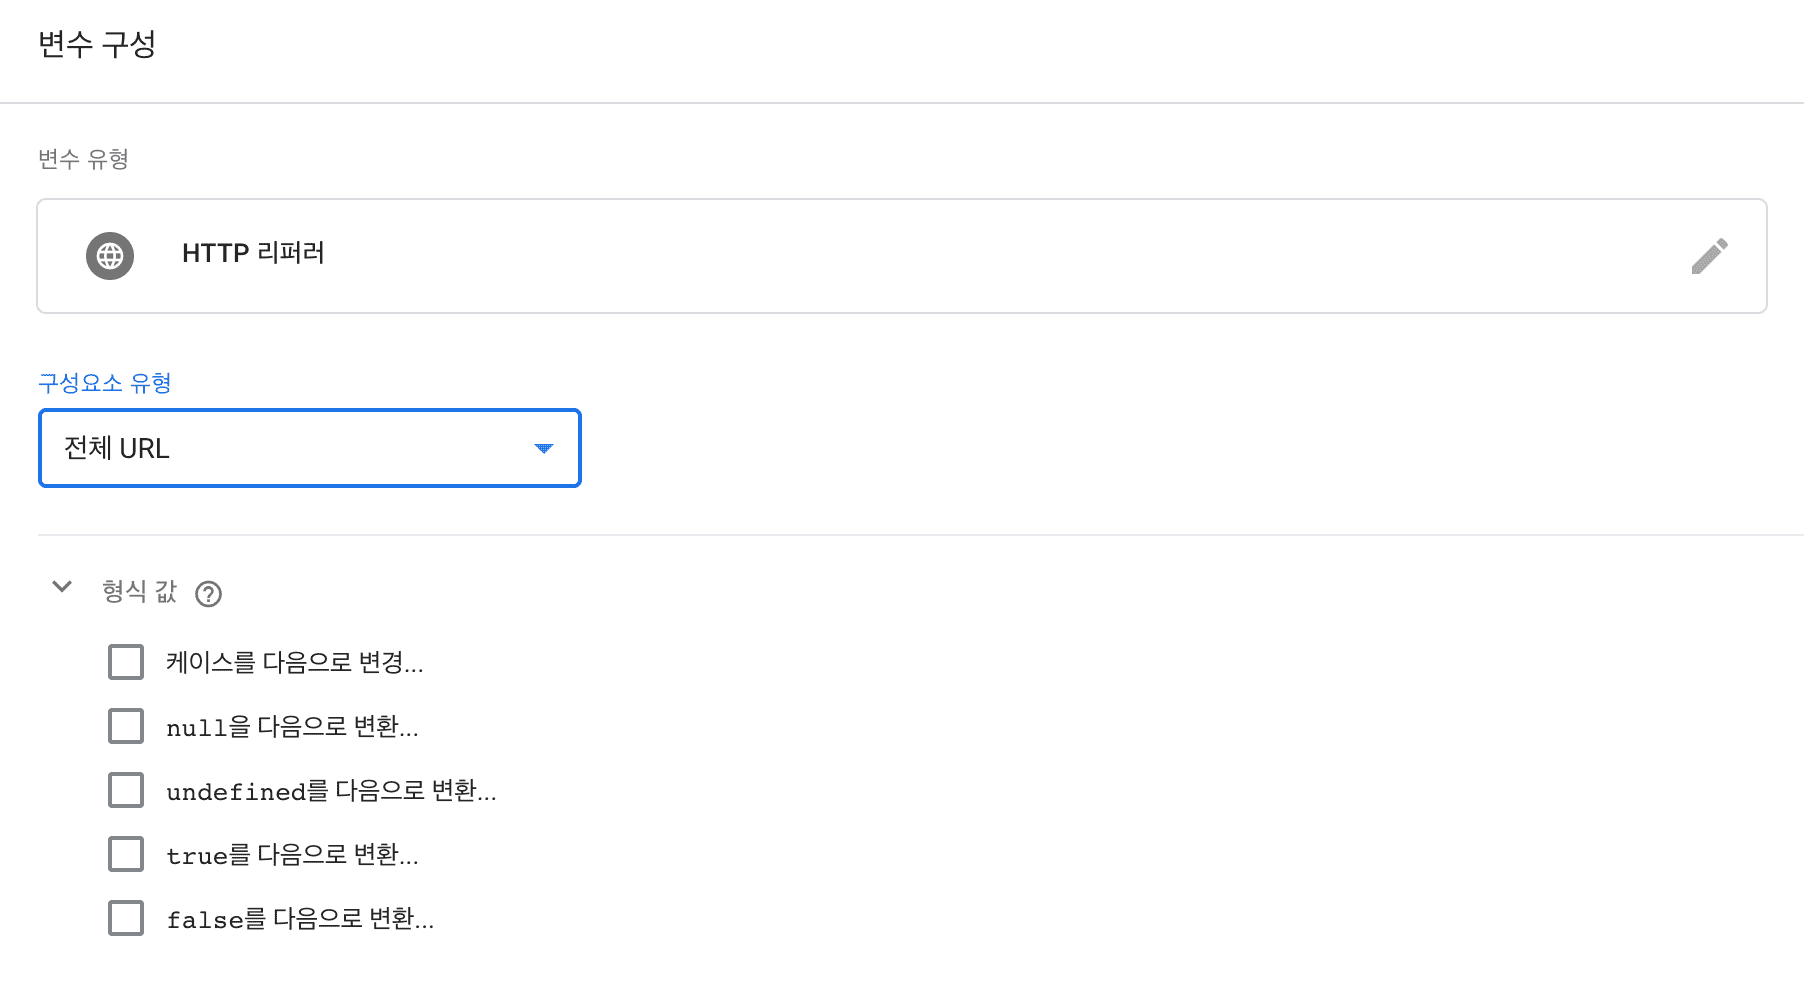 변수 구성
변수 유형
HTTP 리퍼러
구성요소 유형
전체 URL
형식 값 ?
케이스를 다음으로 변경...
null을 다음으로 변환...
undefined를 다음으로 변환...
true를 다음으로 변환...
false를 다음으로 변환...